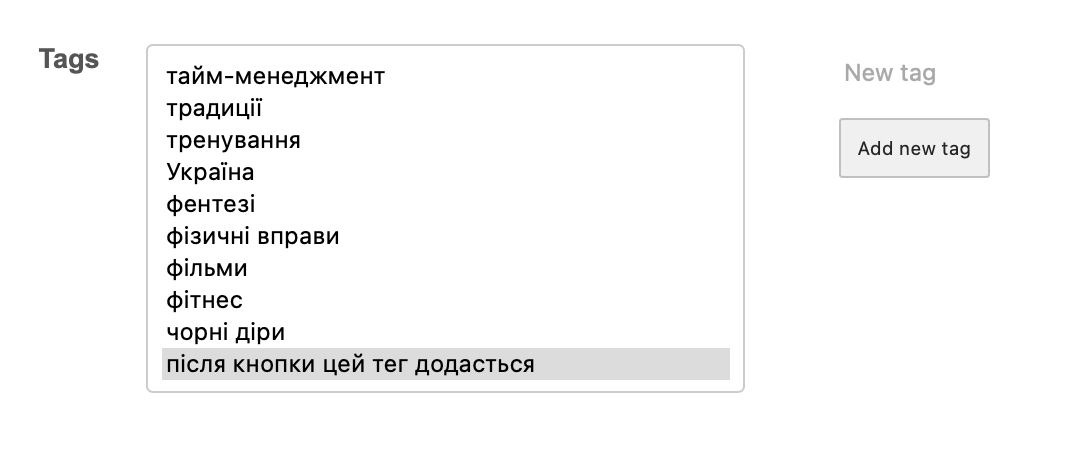 Tags
тайм-менеджмент
традиції
тренування
Україна
фентезі
фізичні вправи
фільми
фітнес
чорні діри
після кнопки цей тег додасться
New tag
Add new tag